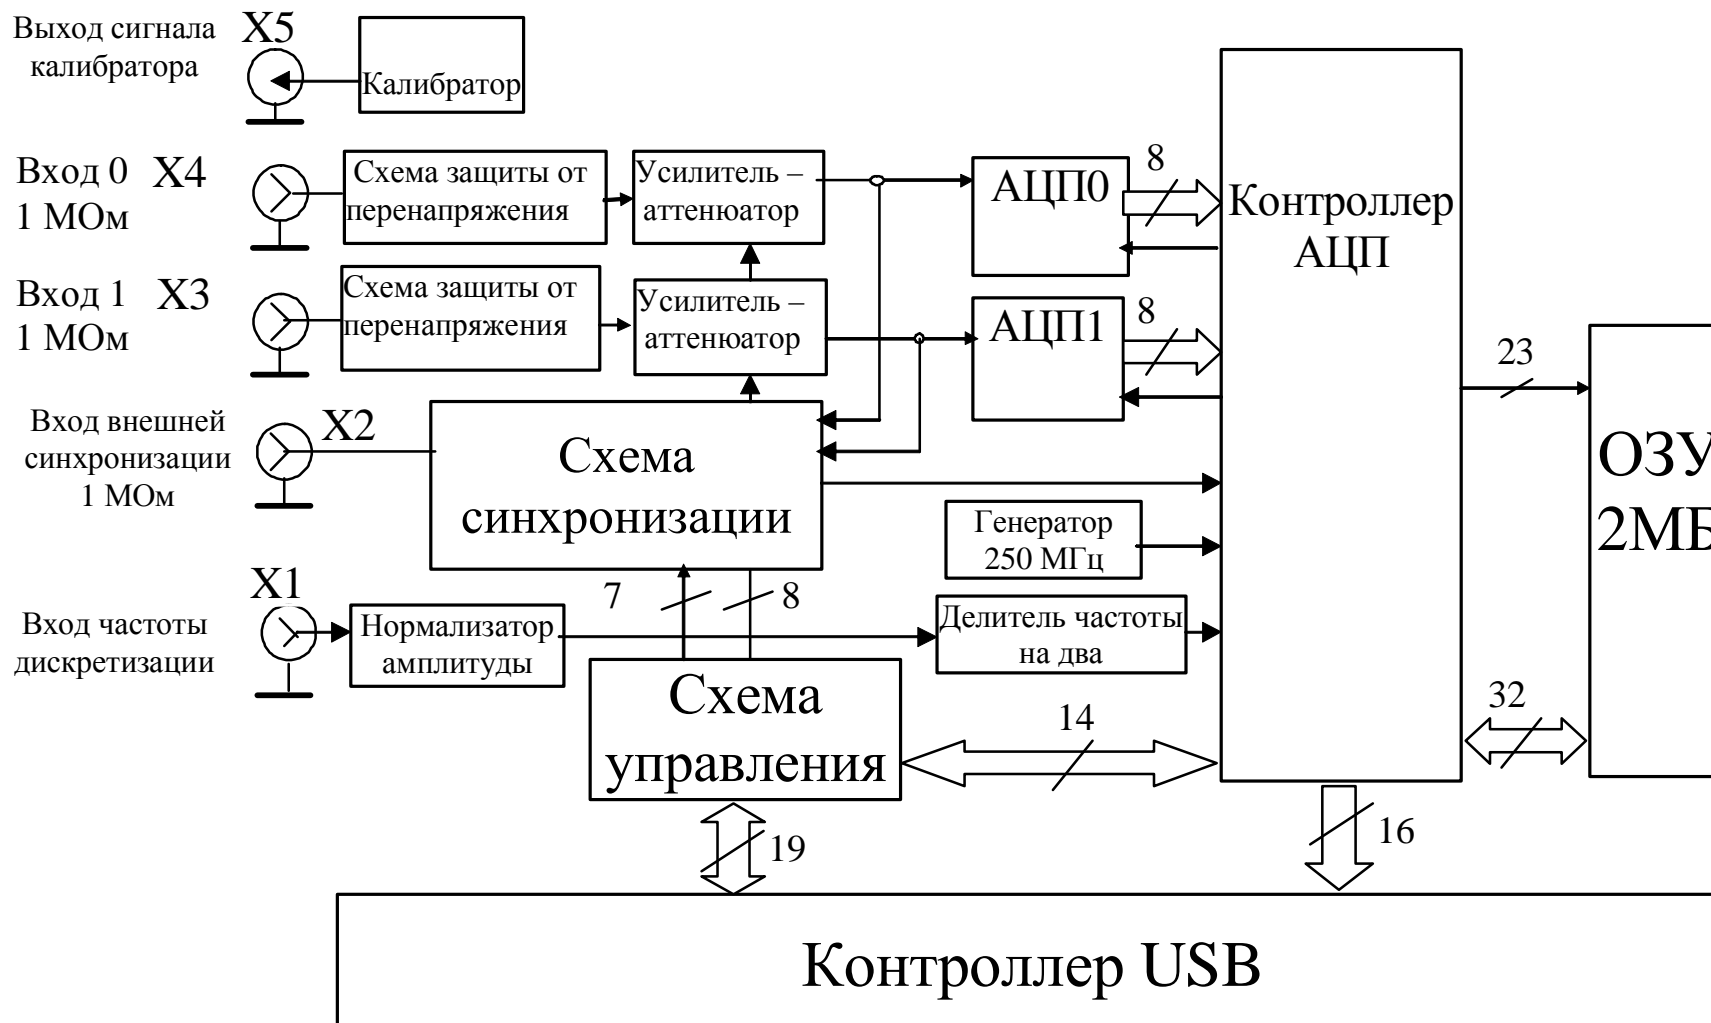 Выход сигнала
калибратора
X5
Калибратор
Вход 0 X4
1 МОм
Схема защиты от
перенапряжения
Усилитель –
аттенюатор
АЦП0
8
Контроллер
АЦП
Вход 1 X3
1 МОм
Схема защиты от
перенапряжения
Усилитель –
аттенюатор
АЦП1
8
23
ОЗУ
2МБ
Вход внешней
синхронизации
1 МОм
X2
Схема
синхронизации
Генератор
250 МГц
X1
7
8
Вход частоты
дискретизации
Нормализатор
амплитуды
Делитель частоты
на два
Схема
управления
14
32
19
16
Контроллер USB